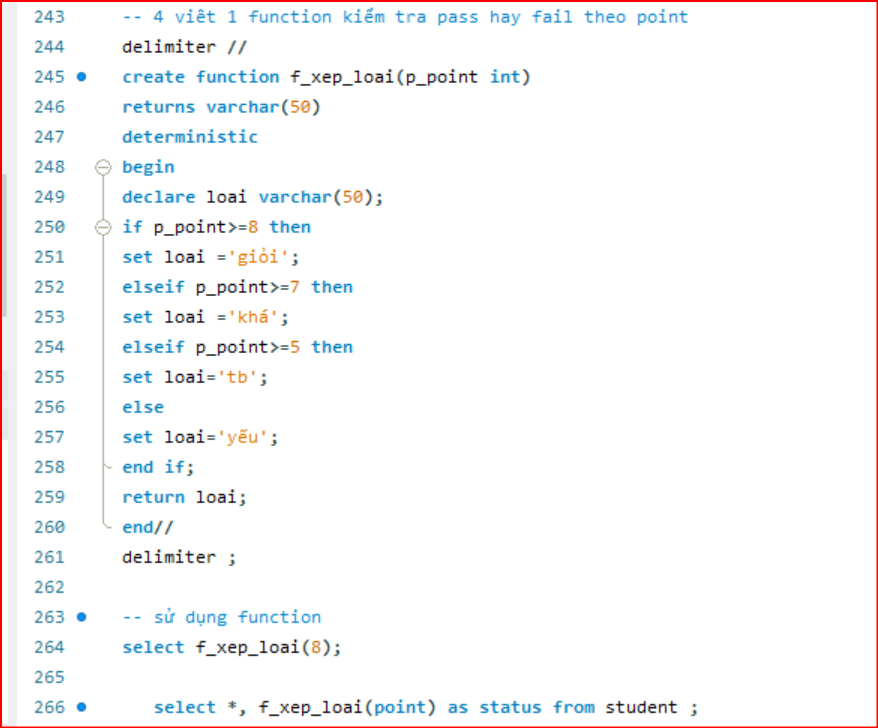 243 -- 4 viêt 1 function kiểm tra pass hay fail theo point
244 delimiter //
245 create function f_xep_loai(p_point int)
246 returns varchar(50)
247 deterministic
248 begin
249 declare loai varchar(50);
250 if p_point>=8 then
251 set loai ='giỏi';
252 elseif p_point>=7 then
253 set loai ='khá';
254 elseif p_point>=5 then
255 set loai='tb';
256 else
257 set loai='yếu';
258 end if;
259 return loai;
260 end//
261 delimiter ;
262
263 -- sử dụng function
264 select f_xep_loai(8);
265
266 select *, f_xep_loai(point) as status from student ;